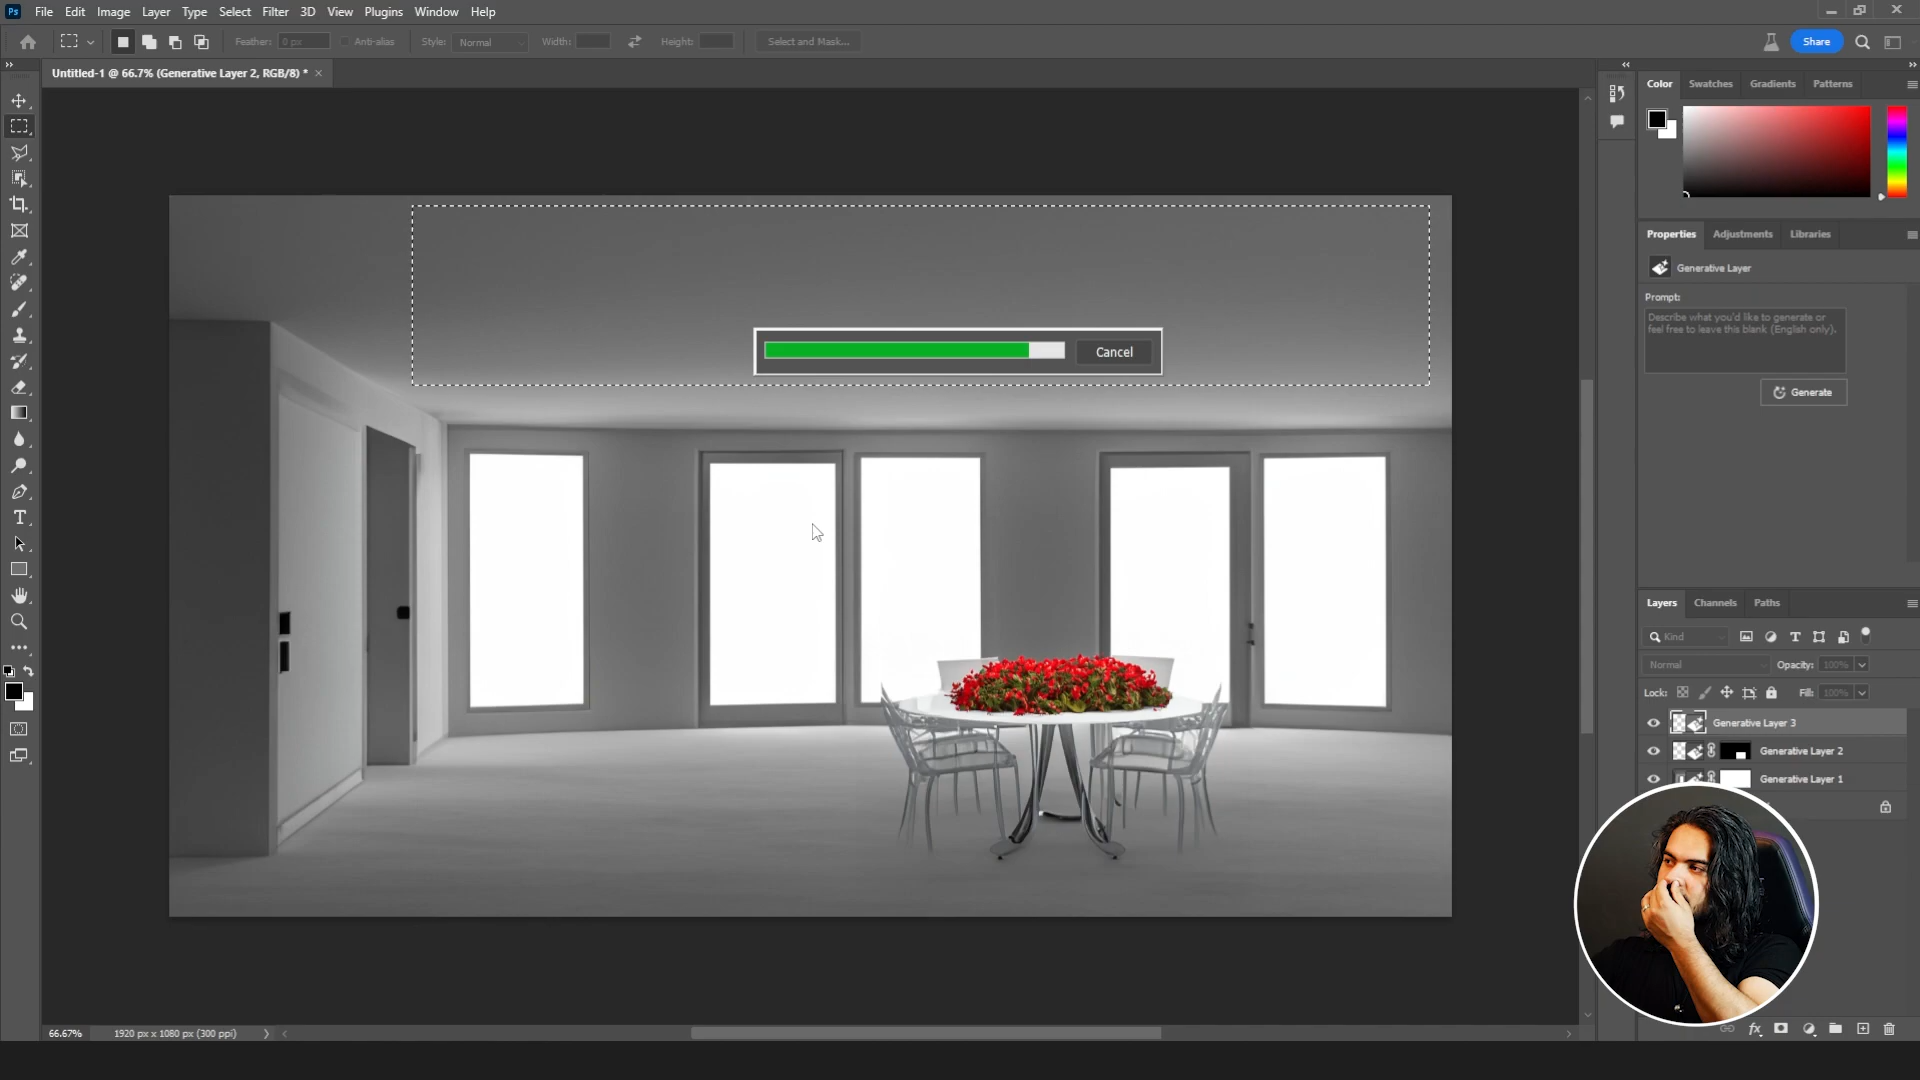 Ps File Edit Image Layer Type Select Filter 3D View Plugins Window Help
Feather: 0 px Anti-alias Style: Normal Width: Height: Select and Mask... Share
Untitled-1 @ 66.7% (Generative Layer 2, RGB/8) *
Color Swatches Gradients Patterns
Properties Adjustments Libraries
Generative Layer
Prompt:
Describe what you'd like to generate or
feel free to leave this blank (English only).
Cancel
Generate
Layers Channels Paths
Kind
Normal Opacity: 100%
Lock: Fill: 100%
Generative Layer 3
Generative Layer 2
Generative Layer 1
66.67% 1920 px x 1080 px (300 ppi)
fx